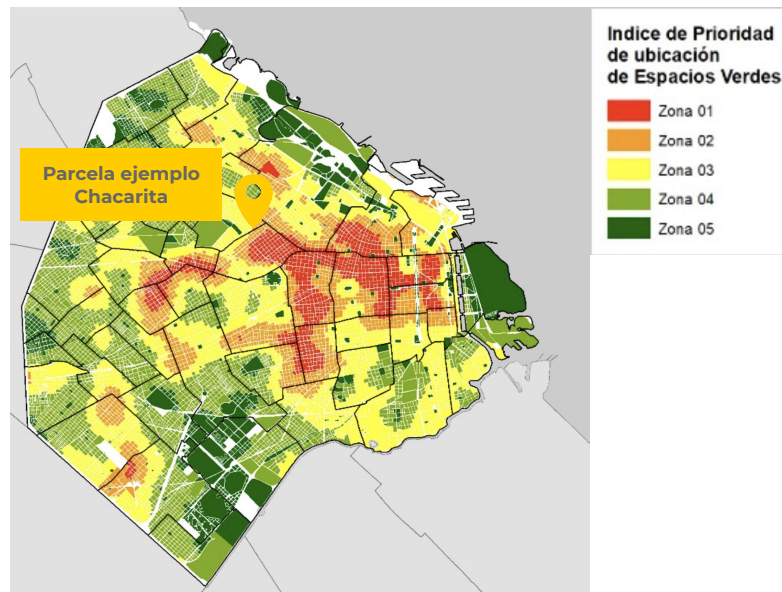 Parcela ejemplo
Chacarita
Indice de Prioridad
de ubicación
de Espacios Verdes
Zona 01
Zona 02
Zona 03
Zona 04
Zona 05